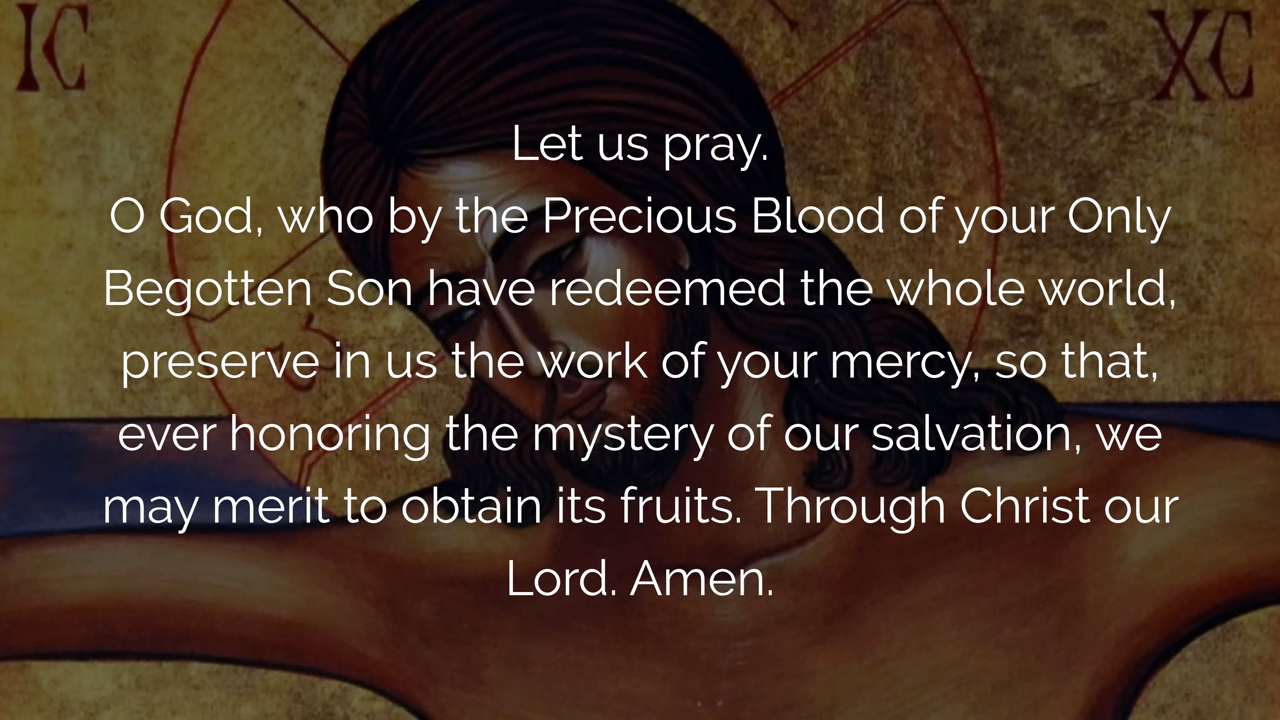 IC XC
Let us pray.
O God, who by the Precious Blood of your Only
Begotten Son have redeemed the whole world,
preserve in us the work of your mercy, so that,
ever honoring the mystery of our salvation, we
may merit to obtain its fruits. Through Christ our
Lord. Amen.